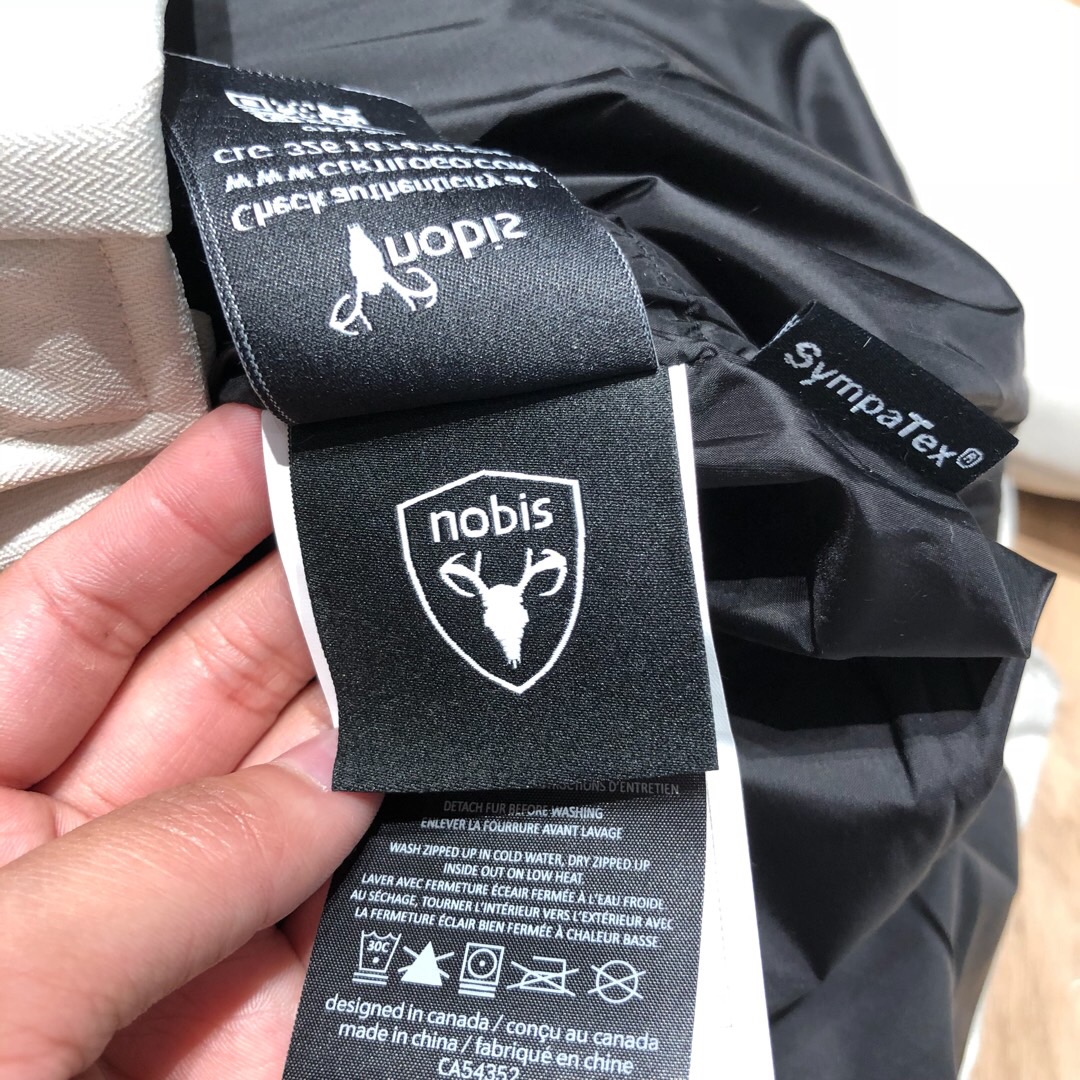 Check authenticity at
WWW.CERTILOGO.COM
nobis
SympaTex®
nobis
DETACH FUR BEFORE WASHING
ENLEVER LA FOURRURE AVANT LAVAGE
WASH ZIPPED UP IN COLD WATER, DRY ZIPPED UP
INSIDE OUT ON LOW HEAT
LAVER AVEC FERMETURE ÉCEAIR FERMÉE À L'EAU FROIDE
AU SÉCHAGE, TOURNER L'INTÉRIEUR VERS L'EXTÉRIEUR AVEC
LA FERMETURE ÉCLAIR BIEN FERMÉE À CHALEUR BASSE
30C
designed in canada / conçu au canada
made in china / fabriqué en chine
CA54352